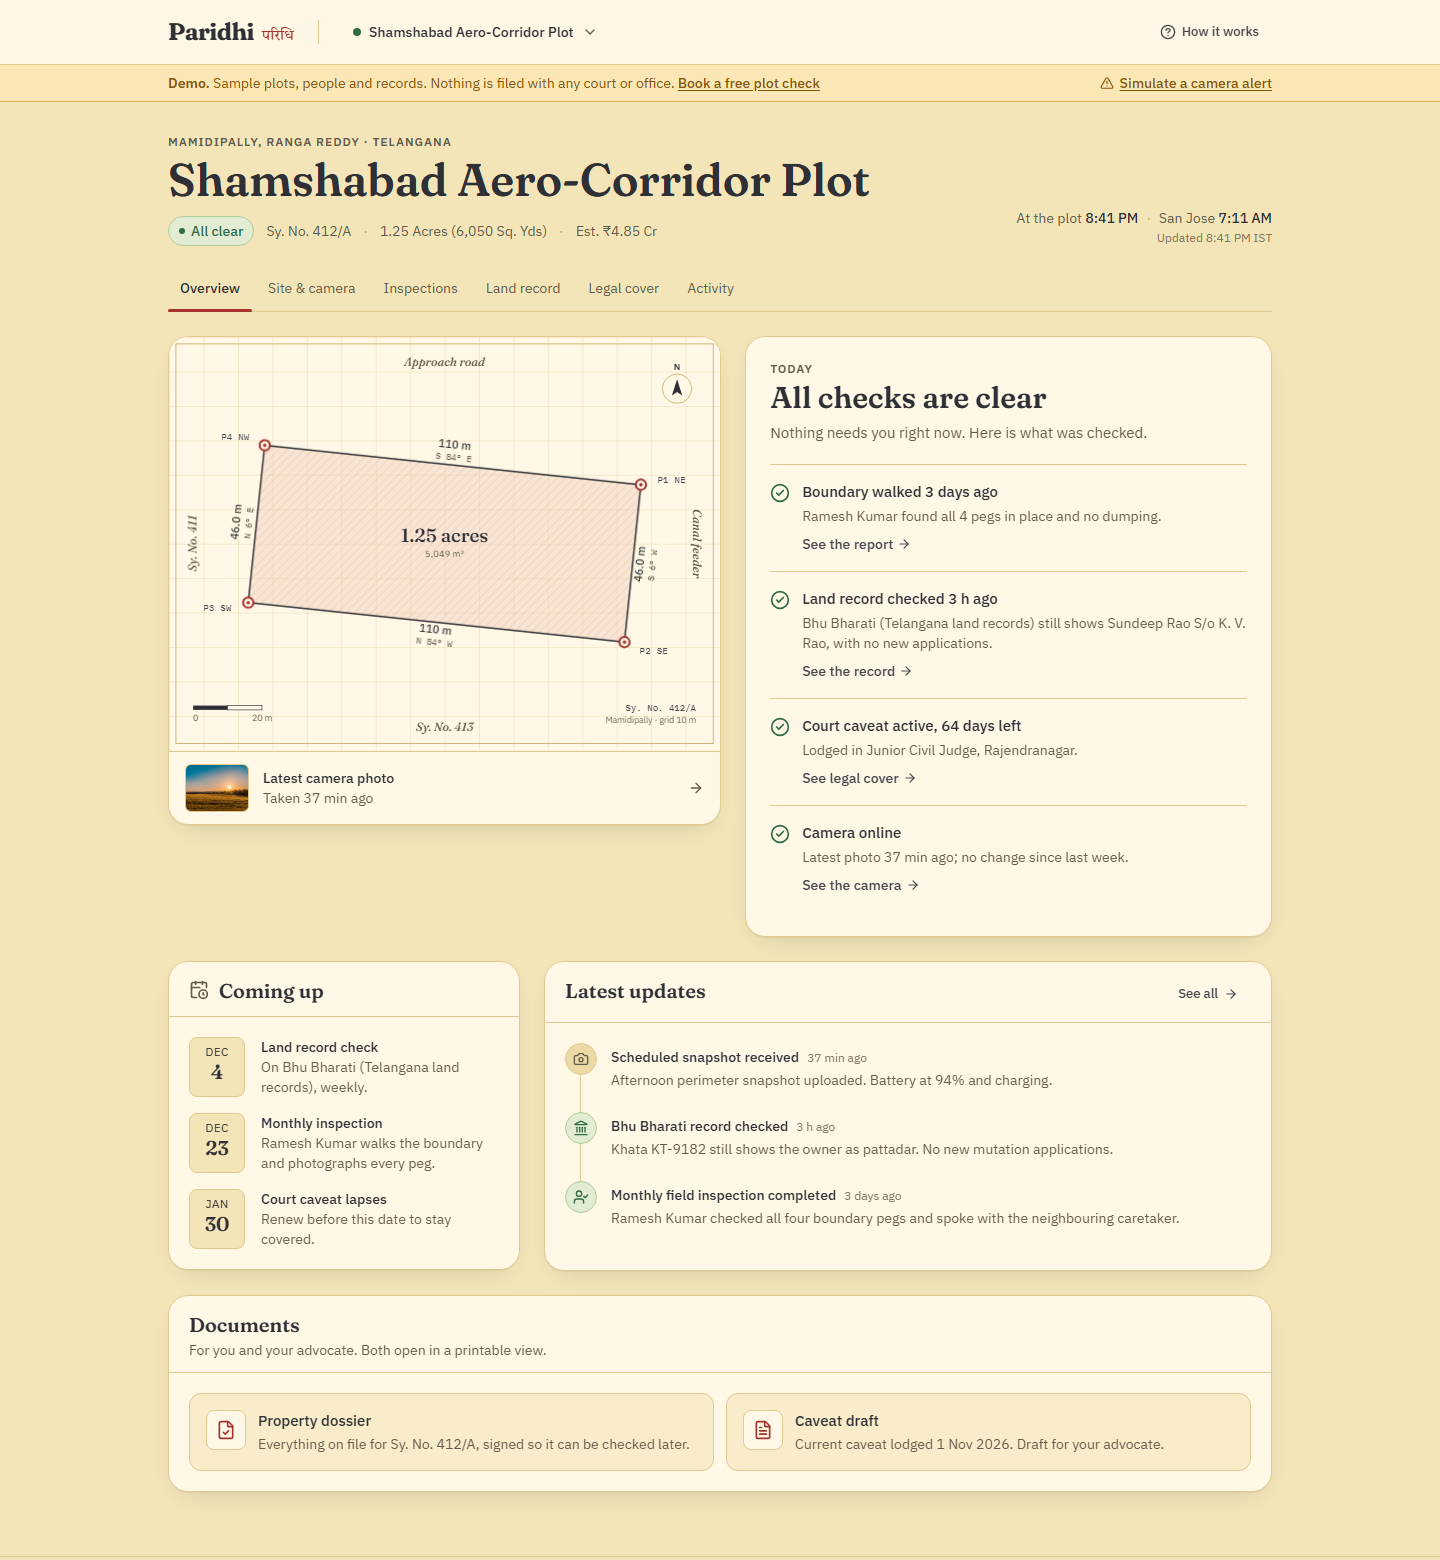 Paridhi परिधि
Shamshabad Aero-Corridor Plot
How it works
Demo. Sample plots, people and records. Nothing is filed with any court or office. Book a free plot check
Simulate a camera alert
MAMIDIPALLY, RANGA REDDY · TELANGANA
Shamshabad Aero-Corridor Plot
All clear
Sy. No. 412/A · 1.25 Acres (6,050 Sq. Yds) · Est. ₹4.85 Cr
At the plot 8:41 PM · San Jose 7:11 AM
Updated 8:41 PM IST
Overview
Site & camera
Inspections
Land record
Legal cover
Activity
Approach road
N
P4 NW
110 m
S 84° E
P1 NE
Sy. No. 411
46.0 m
N 6° E
1.25 acres
5,049 m²
46.0 m
S 6° W
Canal feeder
P3 SW
110 m
N 84° W
P2 SE
0 20 m
Sy. No. 413
Sy. No. 412/A
Mamidipally · grid 10 m
Latest camera photo
Taken 37 min ago
TODAY
All checks are clear
Nothing needs you right now. Here is what was checked.
Boundary walked 3 days ago
Ramesh Kumar found all 4 pegs in place and no dumping.
See the report
Land record checked 3 h ago
Bhu Bharati (Telangana land records) still shows Sundeep Rao S/o K. V.
Rao, with no new applications.
See the record
Court caveat active, 64 days left
Lodged in Junior Civil Judge, Rajendranagar.
See legal cover
Camera online
Latest photo 37 min ago; no change since last week.
See the camera
Coming up
DEC
4
Land record check
On Bhu Bharati (Telangana land
records), weekly.
DEC
23
Monthly inspection
Ramesh Kumar walks the boundary
and photographs every peg.
JAN
30
Court caveat lapses
Renew before this date to stay
covered.
Latest updates
See all
Scheduled snapshot received 37 min ago
Afternoon perimeter snapshot uploaded. Battery at 94% and charging.
Bhu Bharati record checked 3 h ago
Khata KT-9182 still shows the owner as pattadar. No new mutation applications.
Monthly field inspection completed 3 days ago
Ramesh Kumar checked all four boundary pegs and spoke with the neighbouring caretaker.
Documents
For you and your advocate. Both open in a printable view.
Property dossier
Everything on file for Sy. No. 412/A, signed so it can be checked later.
Caveat draft
Current caveat lodged 1 Nov 2026. Draft for your advocate.